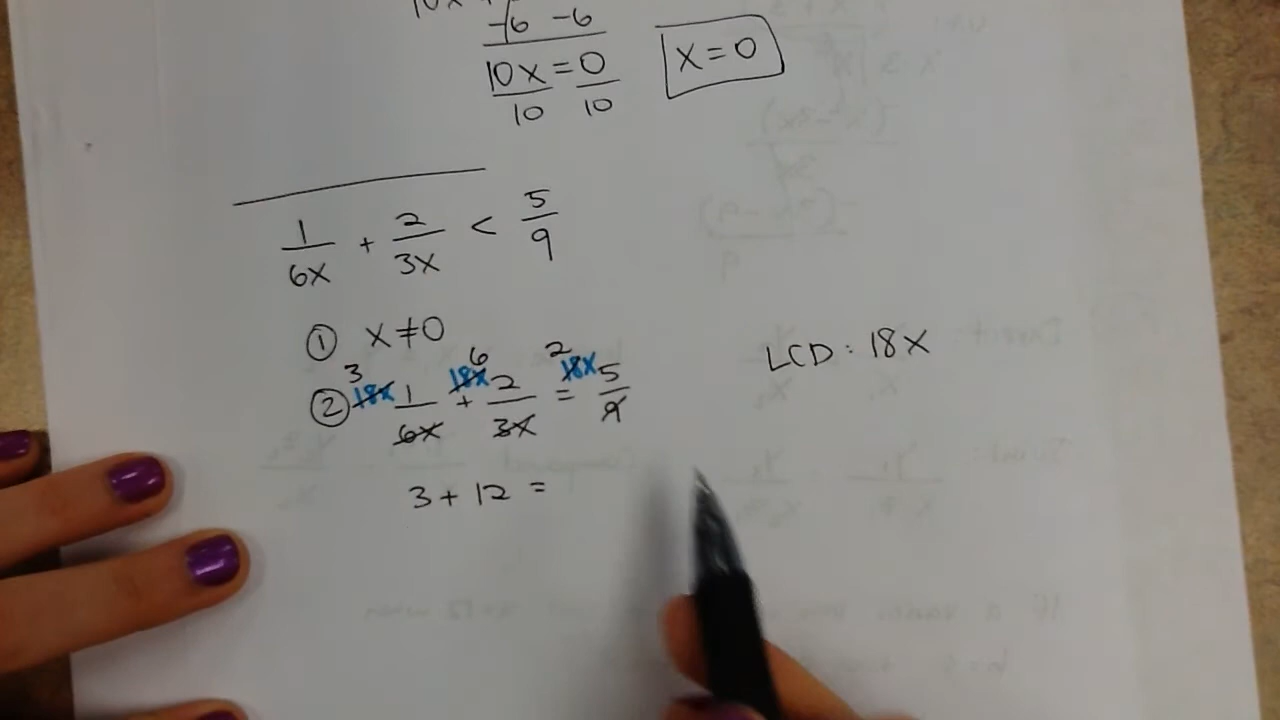 10x
-6 -6
10x = 0
10 10
x = 0
1/6x + 2/3x < 5/9
① x ≠ 0
LCD: 18x
3 6 2
② 18x 1/6x + 18x 2/3x = 18x 5/9
3 + 12 =